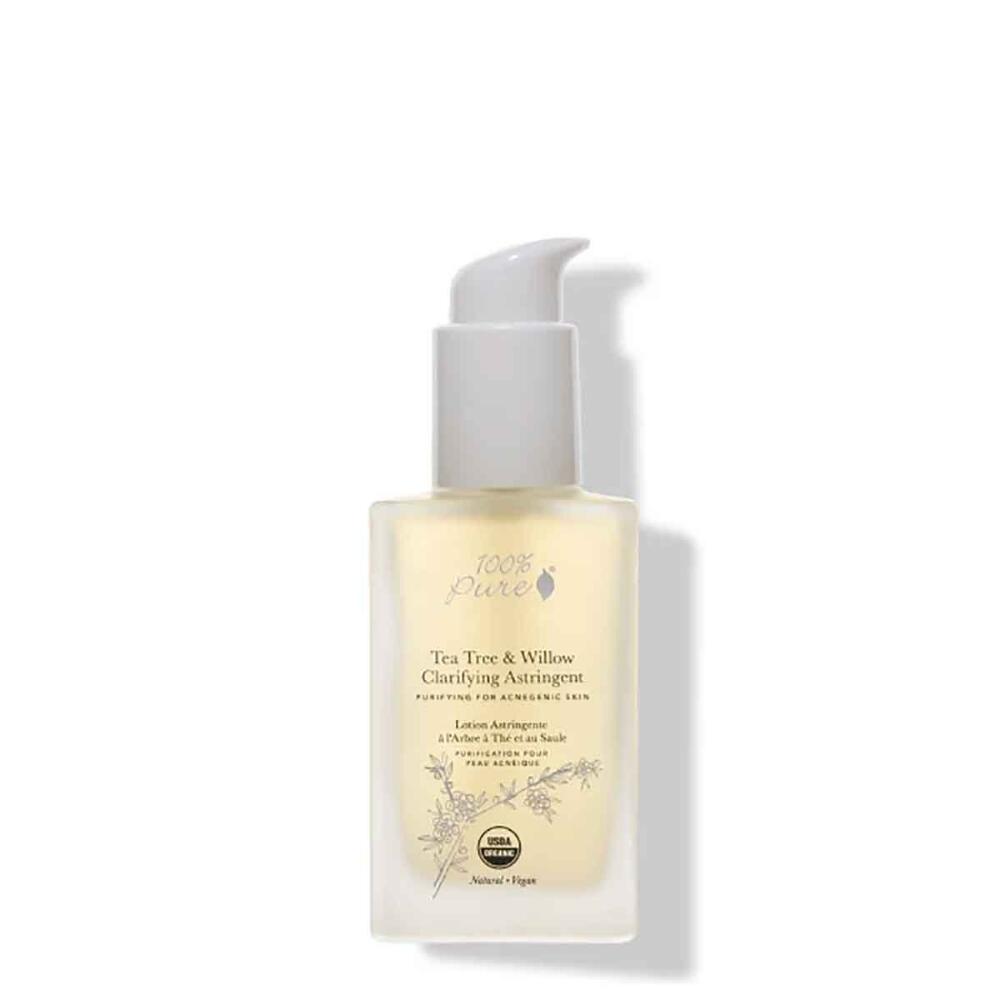 100%
Pure®
Tea Tree & Willow
Clarifying Astringent
PURIFYING FOR ACNEGENIC SKIN
Lotion Astringente
à l'Arbre à Thé et au Saule
PURIFICATION POUR
PEAU ACNÉIQUE
USDA
ORGANIC
Natural • Vegan